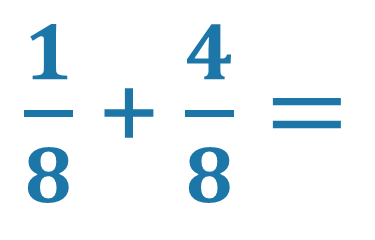 1/8 + 4/8 =